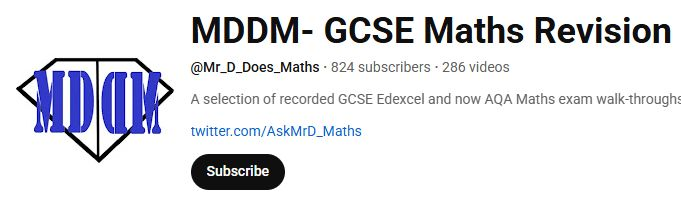 MDDM
MDDM- GCSE Maths Revision
@Mr_D_Does_Maths · 824 subscribers · 286 videos
A selection of recorded GCSE Edexcel and now AQA Maths exam walk-throughs
twitter.com/AskMrD_Maths
Subscribe